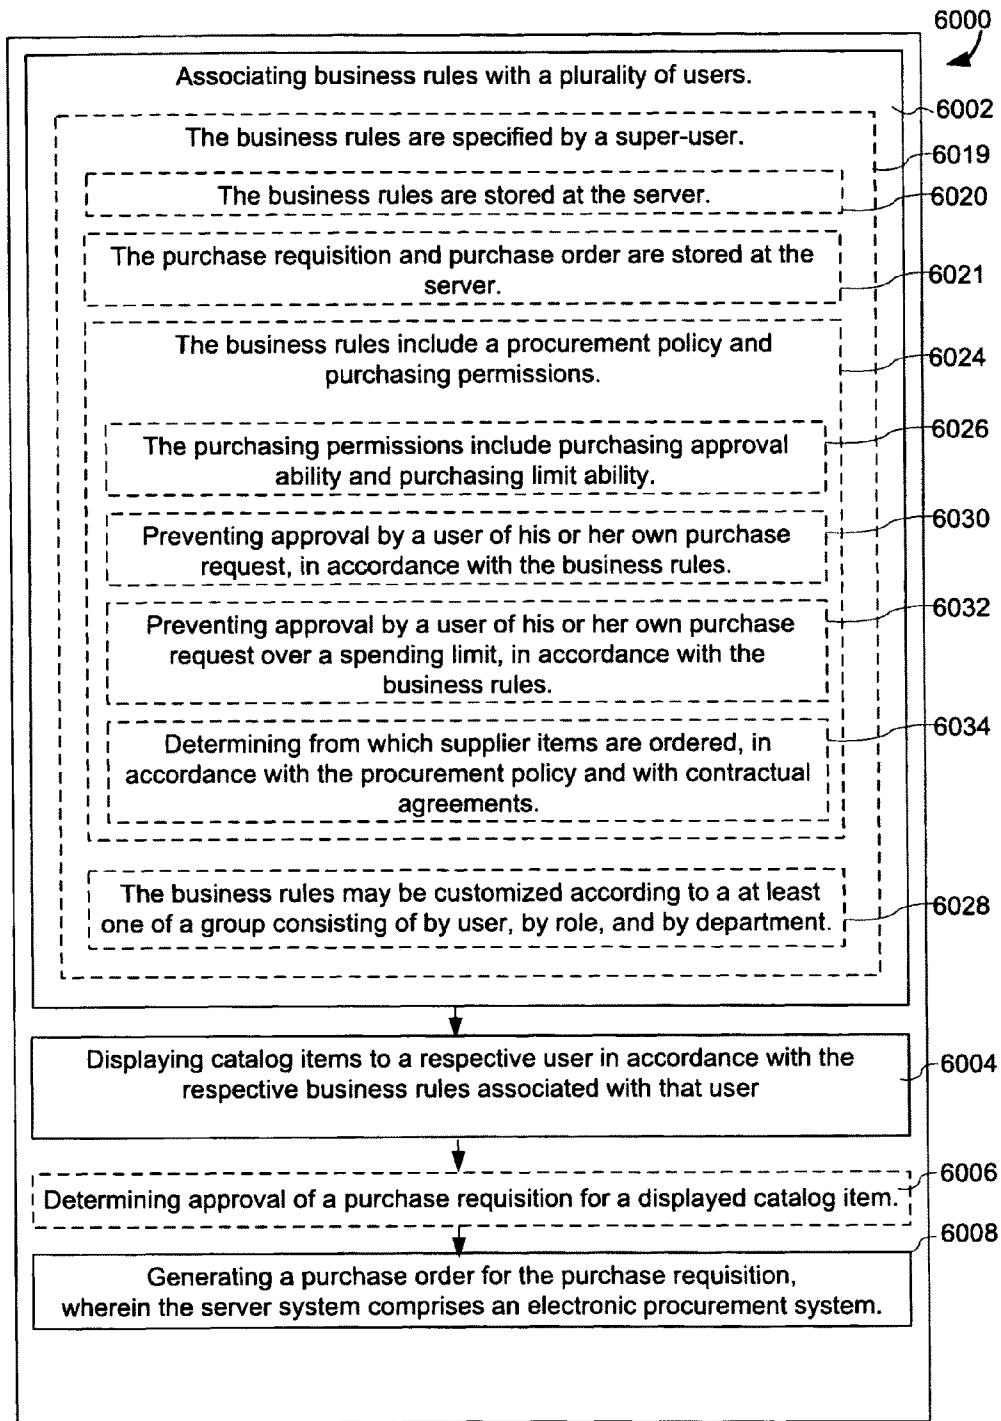 6000
Associating business rules with a plurality of users.
6002
The business rules are specified by a super-user.
6019
The business rules are stored at the server.
6020
The purchase requisition and purchase order are stored at the
server.
6021
The business rules include a procurement policy and
purchasing permissions.
6024
The purchasing permissions include purchasing approval
ability and purchasing limit ability.
6026
Preventing approval by a user of his or her own purchase
request, in accordance with the business rules.
6030
Preventing approval by a user of his or her own purchase
request over a spending limit, in accordance with the
business rules.
6032
Determining from which supplier items are ordered, in
accordance with the procurement policy and with contractual
agreements.
6034
The business rules may be customized according to a at least
one of a group consisting of by user, by role, and by department.
6028
Displaying catalog items to a respective user in accordance with the
respective business rules associated with that user
6004
Determining approval of a purchase requisition for a displayed catalog item.
6006
Generating a purchase order for the purchase requisition,
wherein the server system comprises an electronic procurement system.
6008